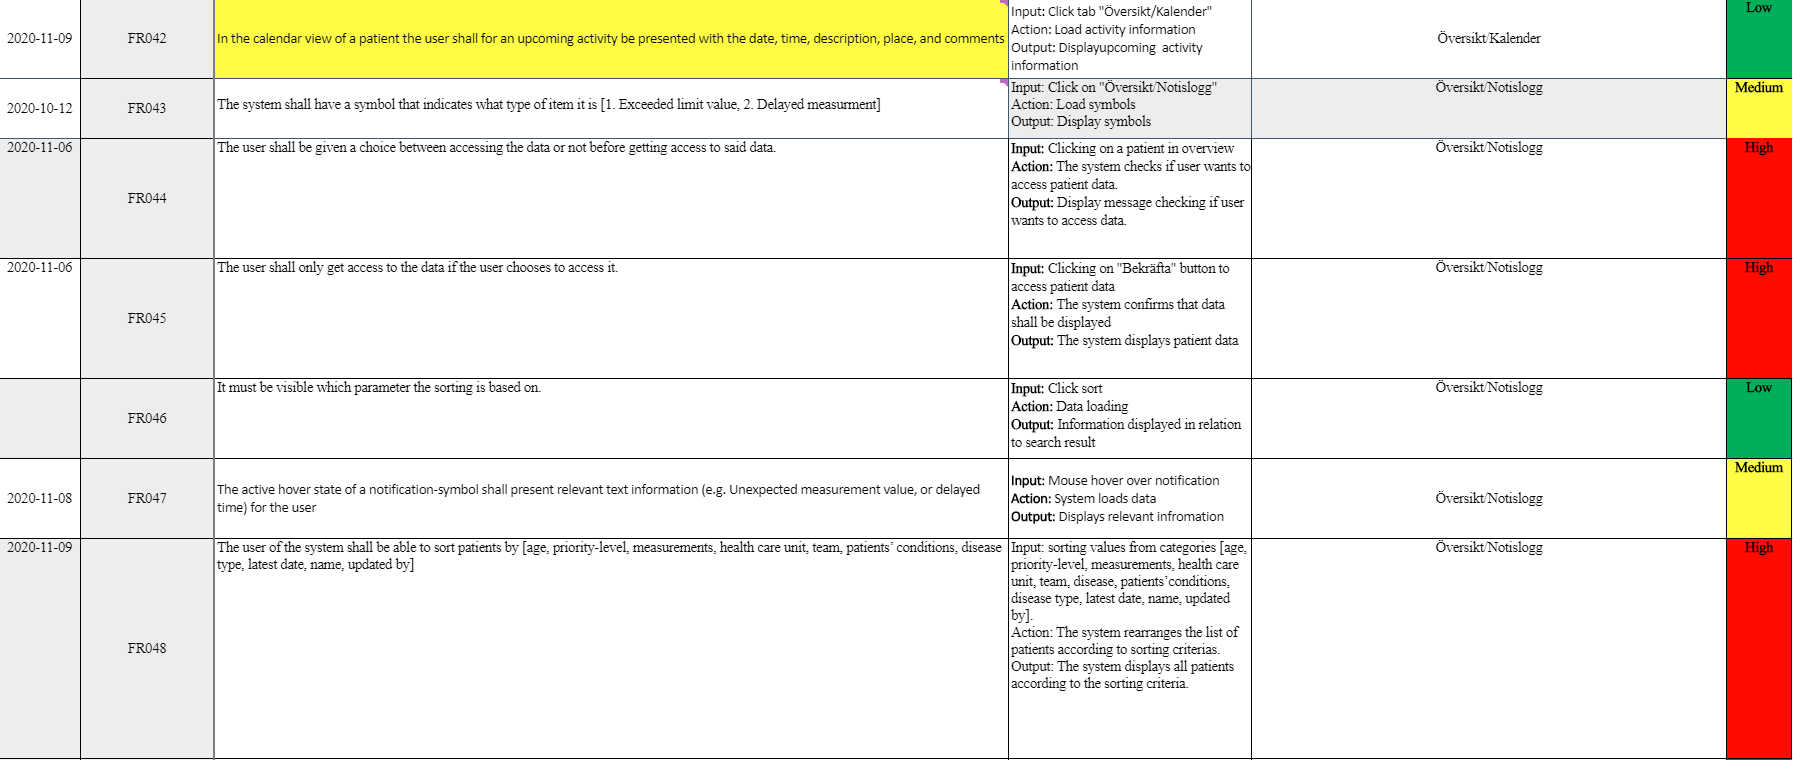 2020-11-09
FR042
In the calendar view of a patient the user shall for an upcoming activity be presented with the date, time, description, place, and comments
Input: Click tab "Översikt/Kalender"
Action: Load activity information
Output: Displayupcoming  activity
information
Översikt/Kalender
Low
2020-10-12
FR043
The system shall have a symbol that indicates what type of item it is [1. Exceeded limit value, 2. Delayed measurment]
Input: Click on "Översikt/Notislogg"
Action: Load symbols
Output: Display symbols
Översikt/Notislogg
Medium
2020-11-06
FR044
The user shall be given a choice between accessing the data or not before getting access to said data.
Input: Clicking on a patient in overview
Action: The system checks if user wants to
access patient data.
Output: Display message checking if user
wants to access data.
Översikt/Notislogg
High
2020-11-06
FR045
The user shall only get access to the data if the user chooses to access it.
Input: Clicking on "Bekräfta" button to
access patient data
Action: The system confirms that data
shall be displayed
Output: The system displays patient data
Översikt/Notislogg
High
FR046
It must be visible which parameter the sorting is based on.
Input: Click sort
Action: Data loading
Output: Information displayed in relation
to search result
Översikt/Notislogg
Low
2020-11-08
FR047
The active hover state of a notification-symbol shall present relevant text information (e.g. Unexpected measurement value, or delayed
time) for the user
Input: Mouse hover over notification
Action: System loads data
Output: Displays relevant infromation
Översikt/Notislogg
Medium
2020-11-09
FR048
The user of the system shall be able to sort patients by [age, priority-level, measurements, health care unit, team, patients’ conditions, disease
type, latest date, name, updated by]
Input: sorting values from categories [age,
priority-level, measurements, health care
unit, team, disease, patients’conditions,
disease type, latest date, name, updated
by].
Action: The system rearranges the list of
patients according to sorting criterias.
Output: The system displays all patients
according to the sorting criteria.
Översikt/Notislogg
High